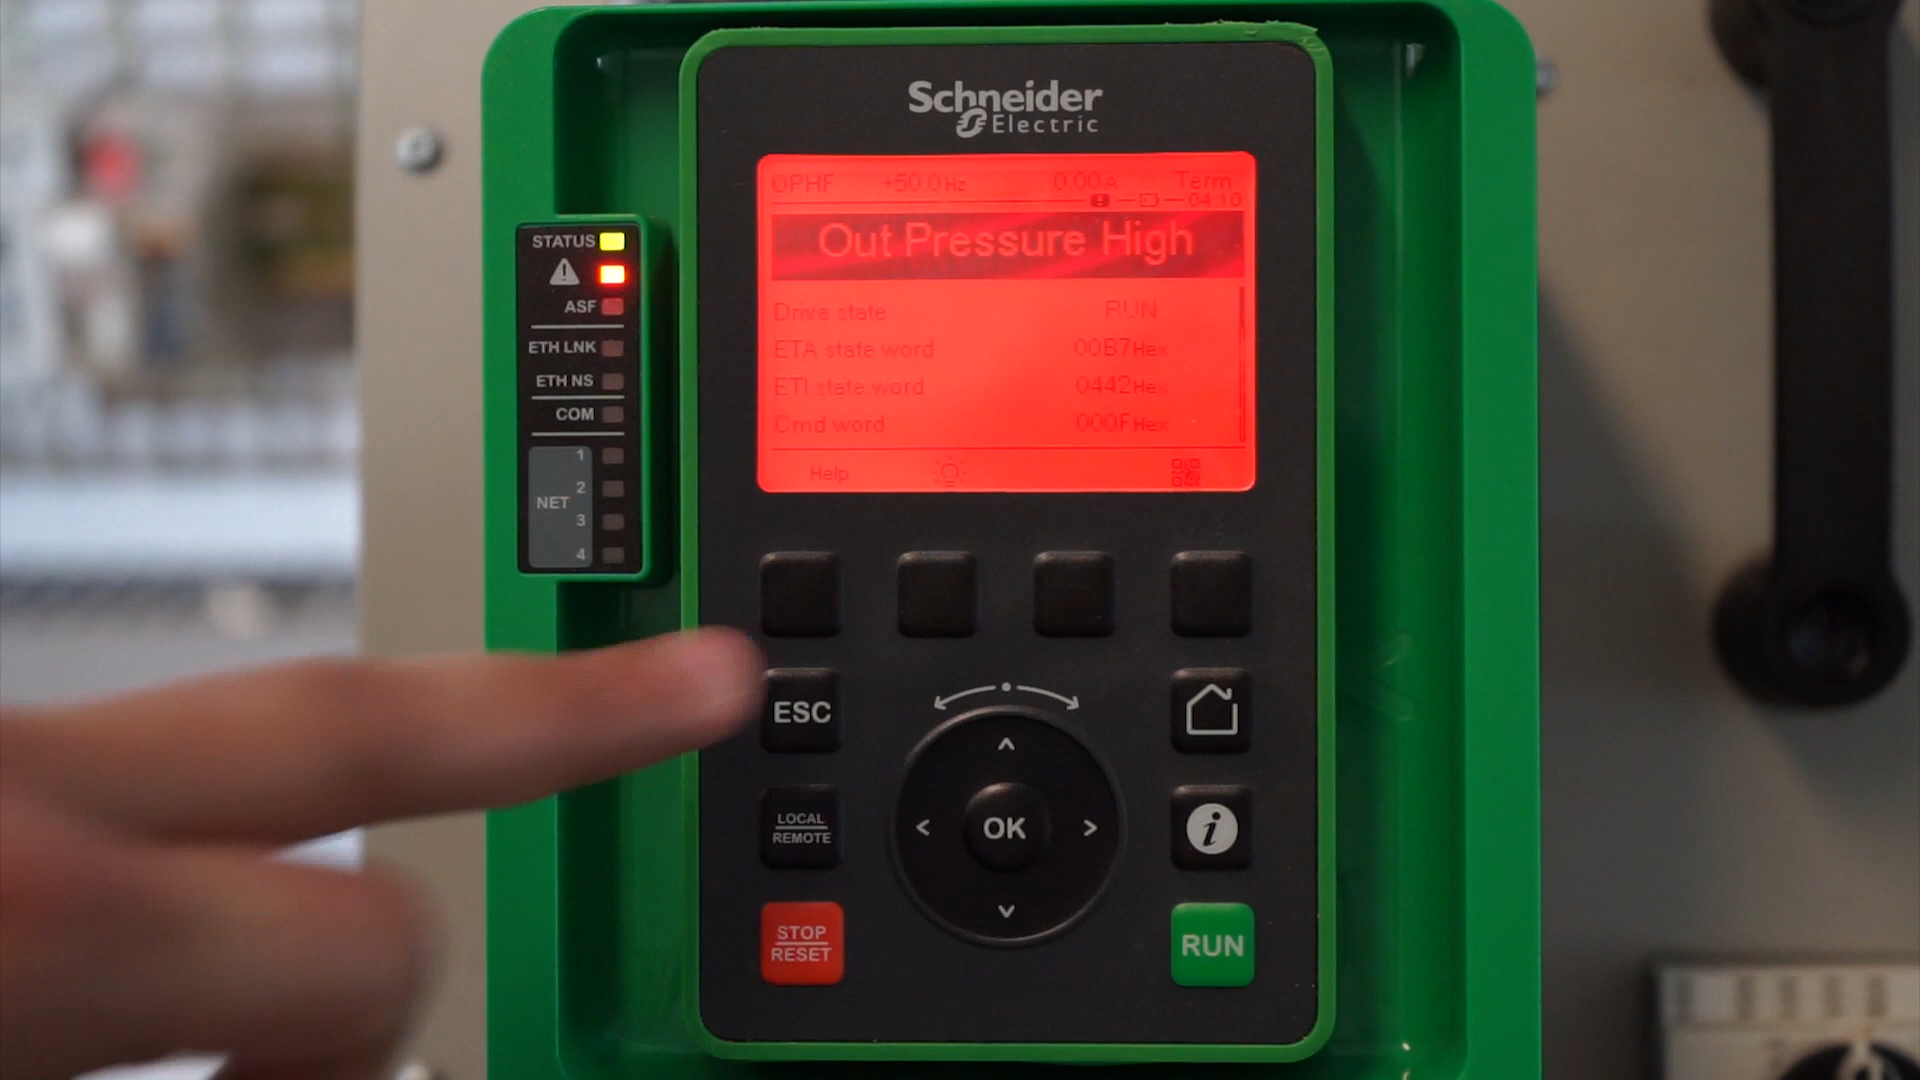 Schneider
Electric
OPHF +50.0Hz 0.00A Term
04:10
Out Pressure High
Drive state RUN
ETA state word 00B7Hex
ETI state word 0442Hex
Cmd word 000FHex
Help
STATUS
ASF
ETH LNK
ETH NS
COM
NET
1
2
3
4
ESC
LOCAL
REMOTE
OK
i
STOP
RESET
RUN